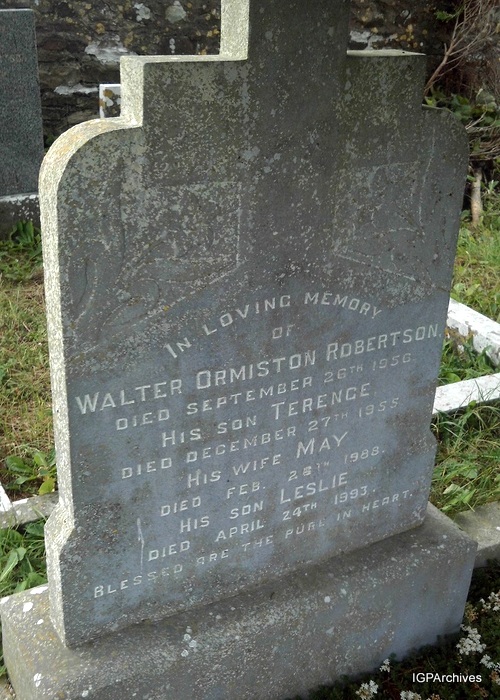 IN LOVING MEMORY
OF
WALTER ORMISTON ROBERTSON
DIED SEPTEMBER 26TH 1956
HIS SON TERENCE
DIED DECEMBER 27TH 1955
HIS WIFE MAY
DIED FEB. 26TH 1988.
HIS SON LESLIE
DIED APRIL 24TH 1993.
BLESSED ARE THE PURE IN HEART.
IGPArchives